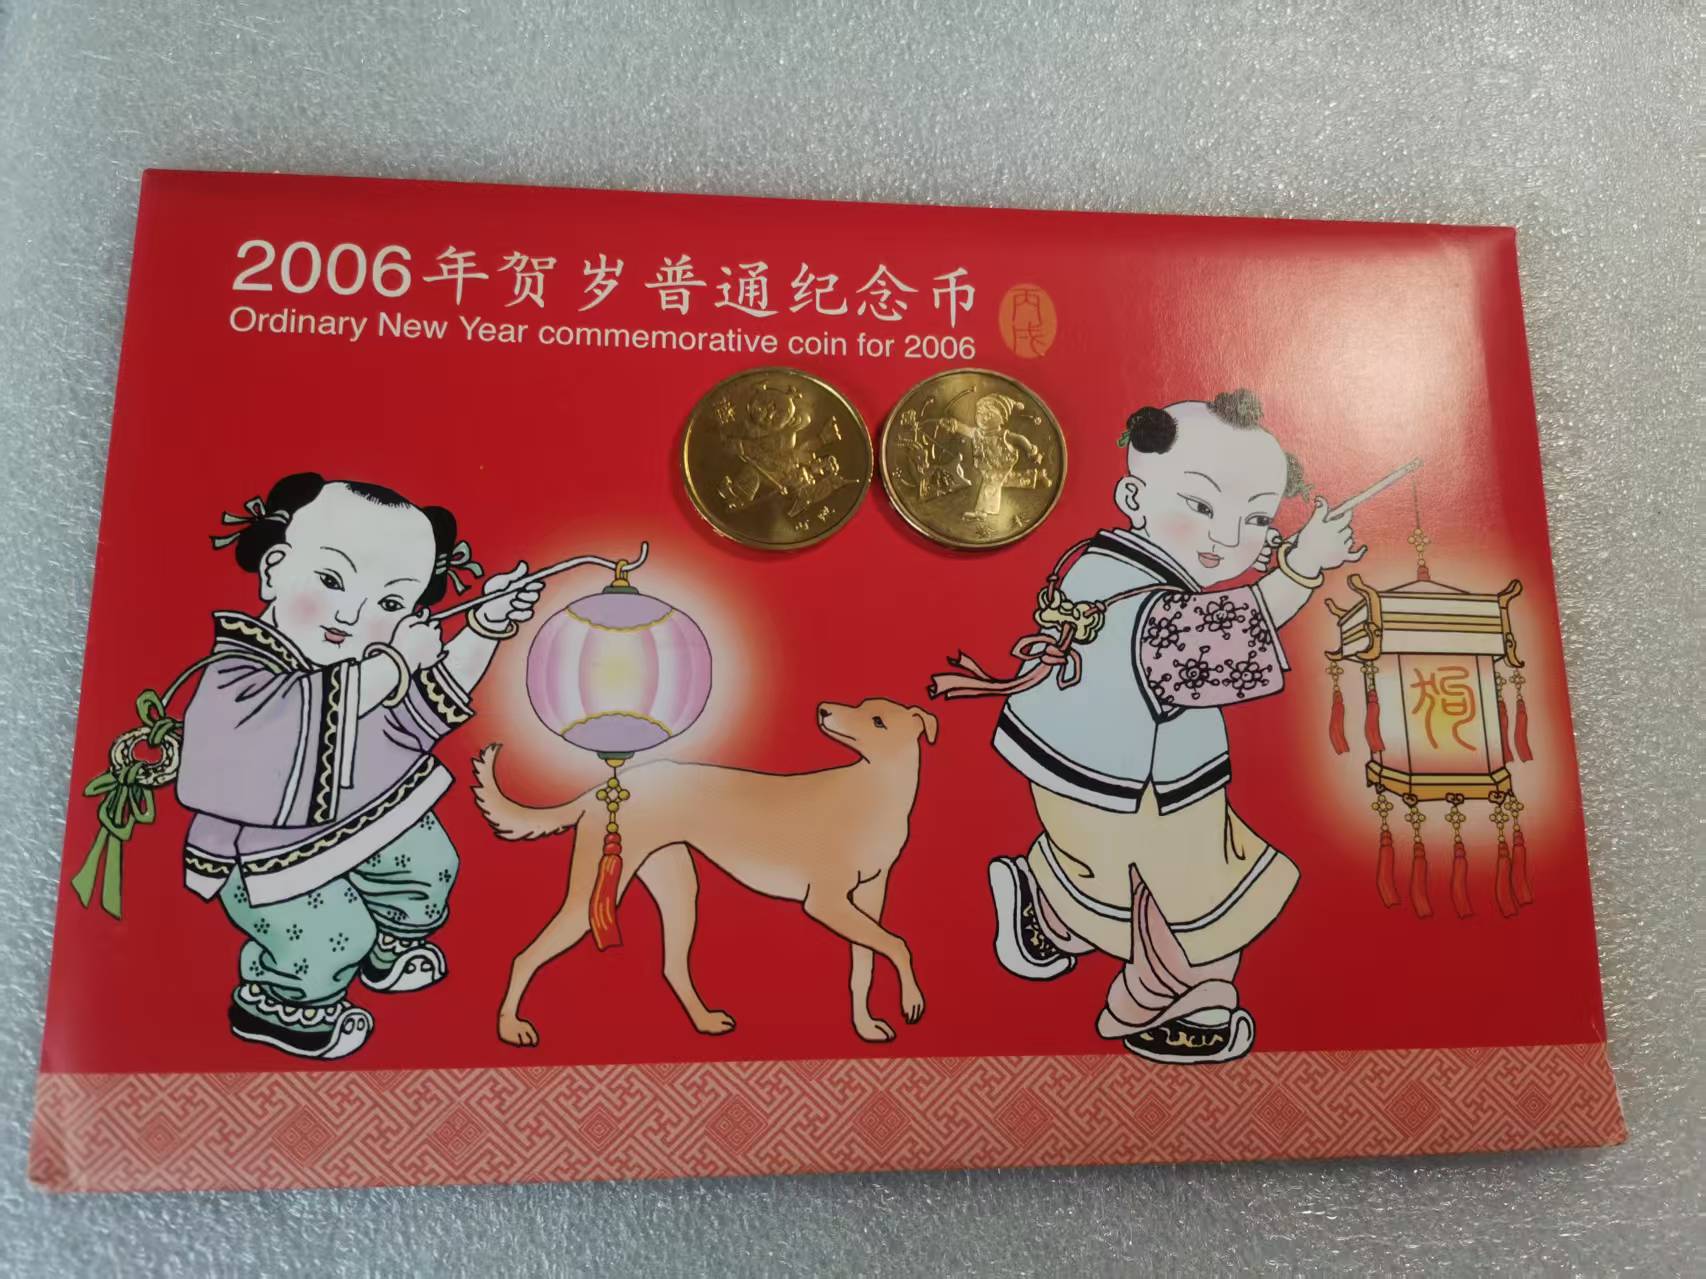 2006年贺岁普通纪念币
丙戌
Ordinary New Year commemorative coin for 2006
狗